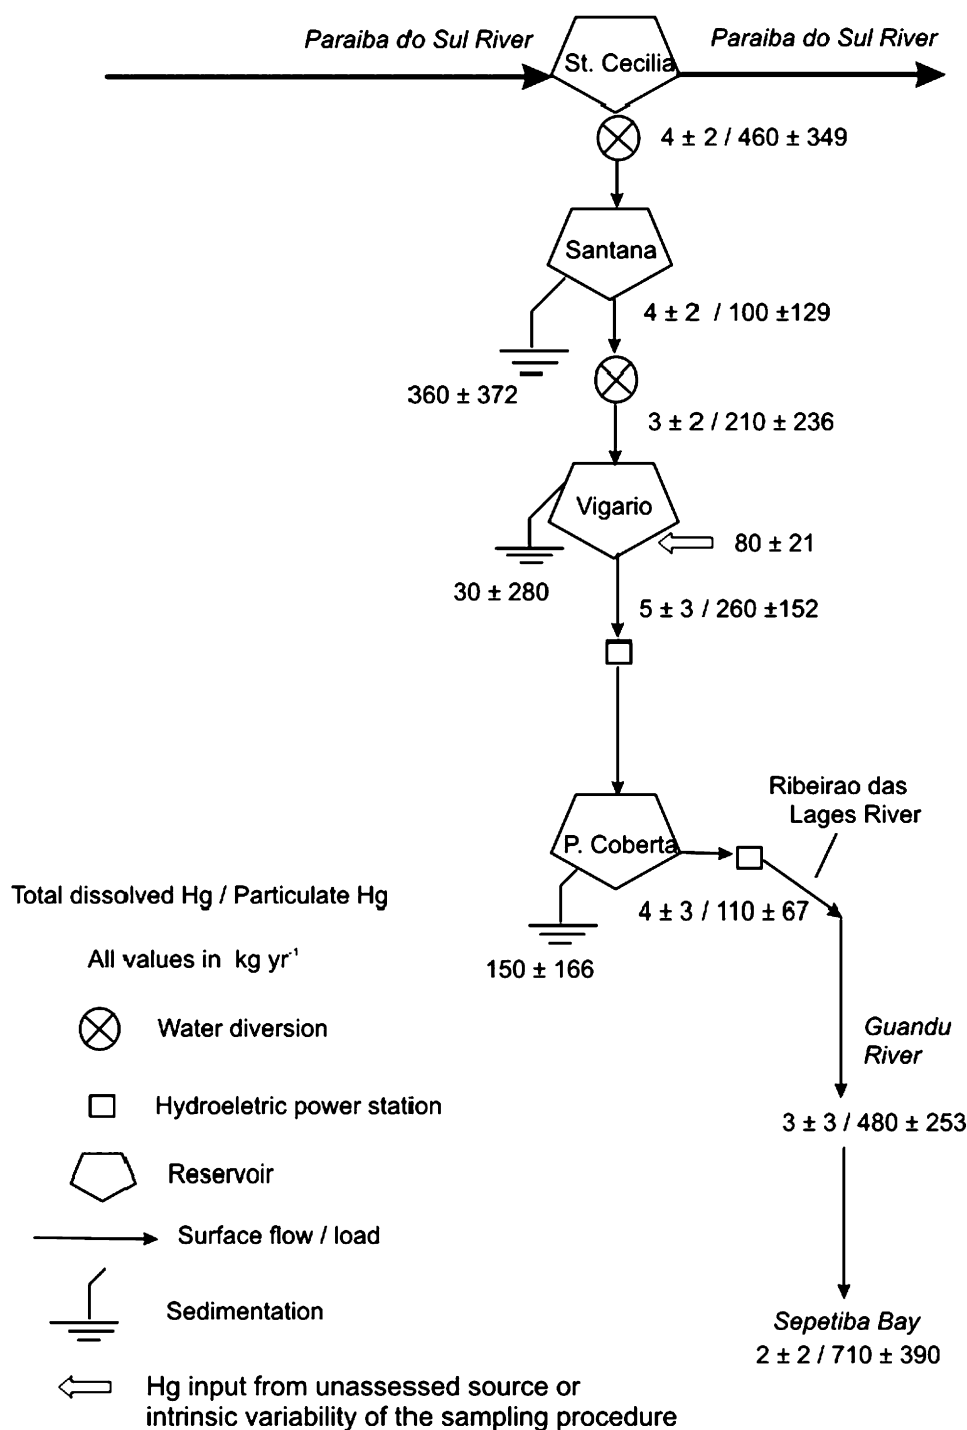 Paraiba do Sul River
Paraiba do Sul River
St. Cecilia
4 ± 2 / 460 ± 349
Santana
4 ± 2 / 100 ±129
360 ± 372
3 ± 2 / 210 ± 236
Vigario
80 ± 21
30 ± 280
5 ± 3 / 260 ±152
Ribeirao das
Lages River
P. Coberta
4 ± 3 / 110 ± 67
150 ± 166
Guandu
River
3 ± 3 / 480 ± 253
Sepetiba Bay
2 ± 2 / 710 ± 390
Total dissolved Hg / Particulate Hg
All values in kg yr⁻¹
Water diversion
Hydroeletric power station
Reservoir
Surface flow / load
Sedimentation
Hg input from unassessed source or
intrinsic variability of the sampling procedure